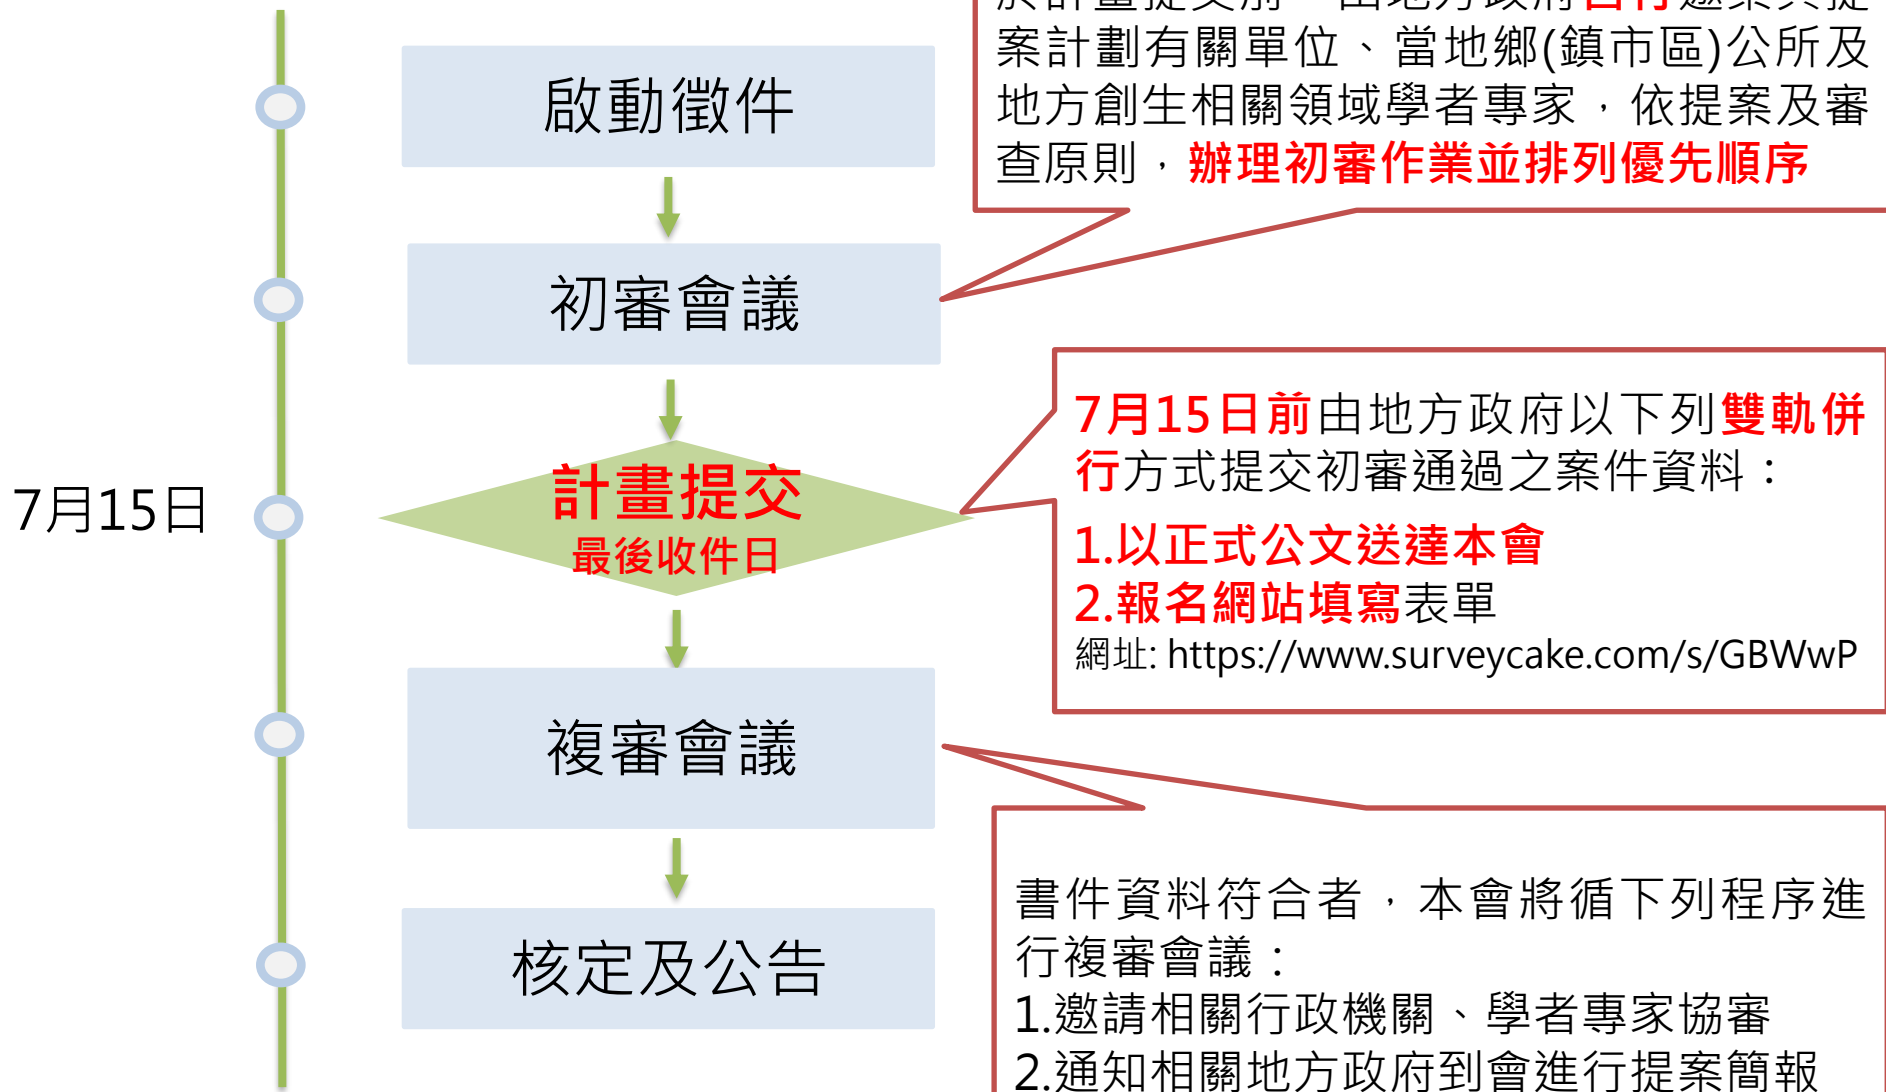 啟動徵件
案計劃有關單位、當地鄉(鎮市區)公所及
地方創生相關領域學者專家，依提案及審
查原則，辦理初審作業並排列優先順序
初審會議
7月15日
計畫提交
最後收件日
7月15日前由地方政府以下列雙軌併
行方式提交初審通過之案件資料：
1.以正式公文送達本會
2.報名網站填寫表單
網址: https://www.surveycake.com/s/GBWwP
複審會議
書件資料符合者，本會將循下列程序進
行複審會議：
1.邀請相關行政機關、學者專家協審
2.通知相關地方政府到會進行提案簡報
核定及公告